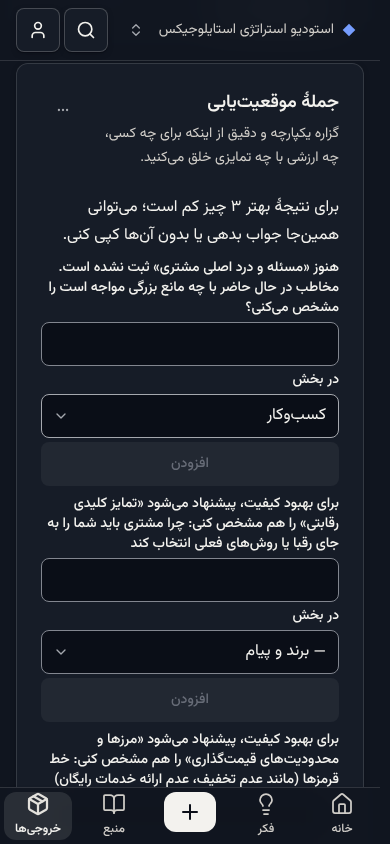 استودیو استراتژی استایلوجیکس
جملهٔ موقعیت‌یابی
...
گزاره یکپارچه و دقیق از اینکه برای چه کسی،
چه ارزشی با چه تمایزی خلق می‌کنید.
برای نتیجهٔ بهتر ۳ چیز کم است؛ می‌توانی
همین‌جا جواب بدهی یا بدون آن‌ها کپی کنی.
هنوز «مسئله و درد اصلی مشتری» ثبت نشده است.
مخاطب در حال حاضر با چه مانع بزرگی مواجه است را
مشخص می‌کنی؟
در بخش
کسب‌وکار
افزودن
برای بهبود کیفیت، پیشنهاد می‌شود «تمایز کلیدی
رقابتی» را هم مشخص کنی: چرا مشتری باید شما را به
جای رقبا یا روش‌های فعلی انتخاب کند
در بخش
— برند و پیام
افزودن
برای بهبود کیفیت، پیشنهاد می‌شود «مرزها و
محدودیت‌های قیمت‌گذاری» را هم مشخص کنی: خط
قرمزها (مانند عدم تخفیف، عدم ارائه خدمات رایگان)
خانه
فکر
منبع
خروجی‌ها